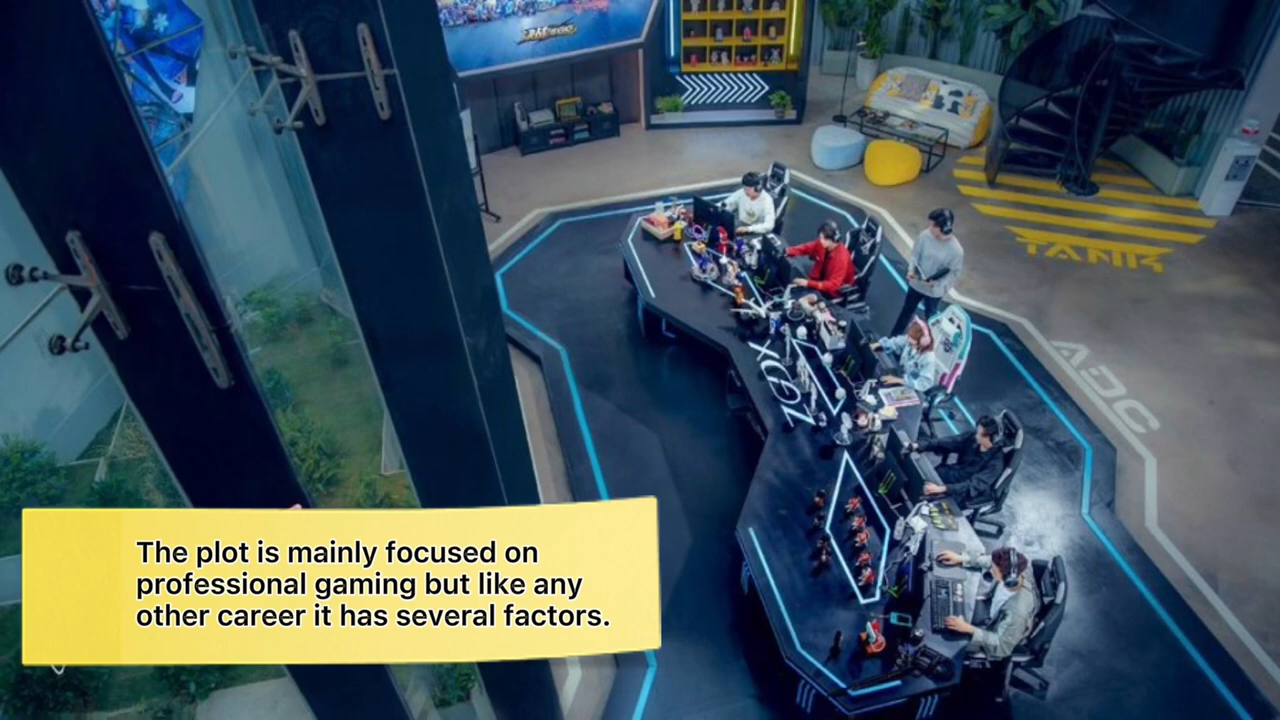 TANK
ADC
XGDZ
The plot is mainly focused on
professional gaming but like any
other career it has several factors.